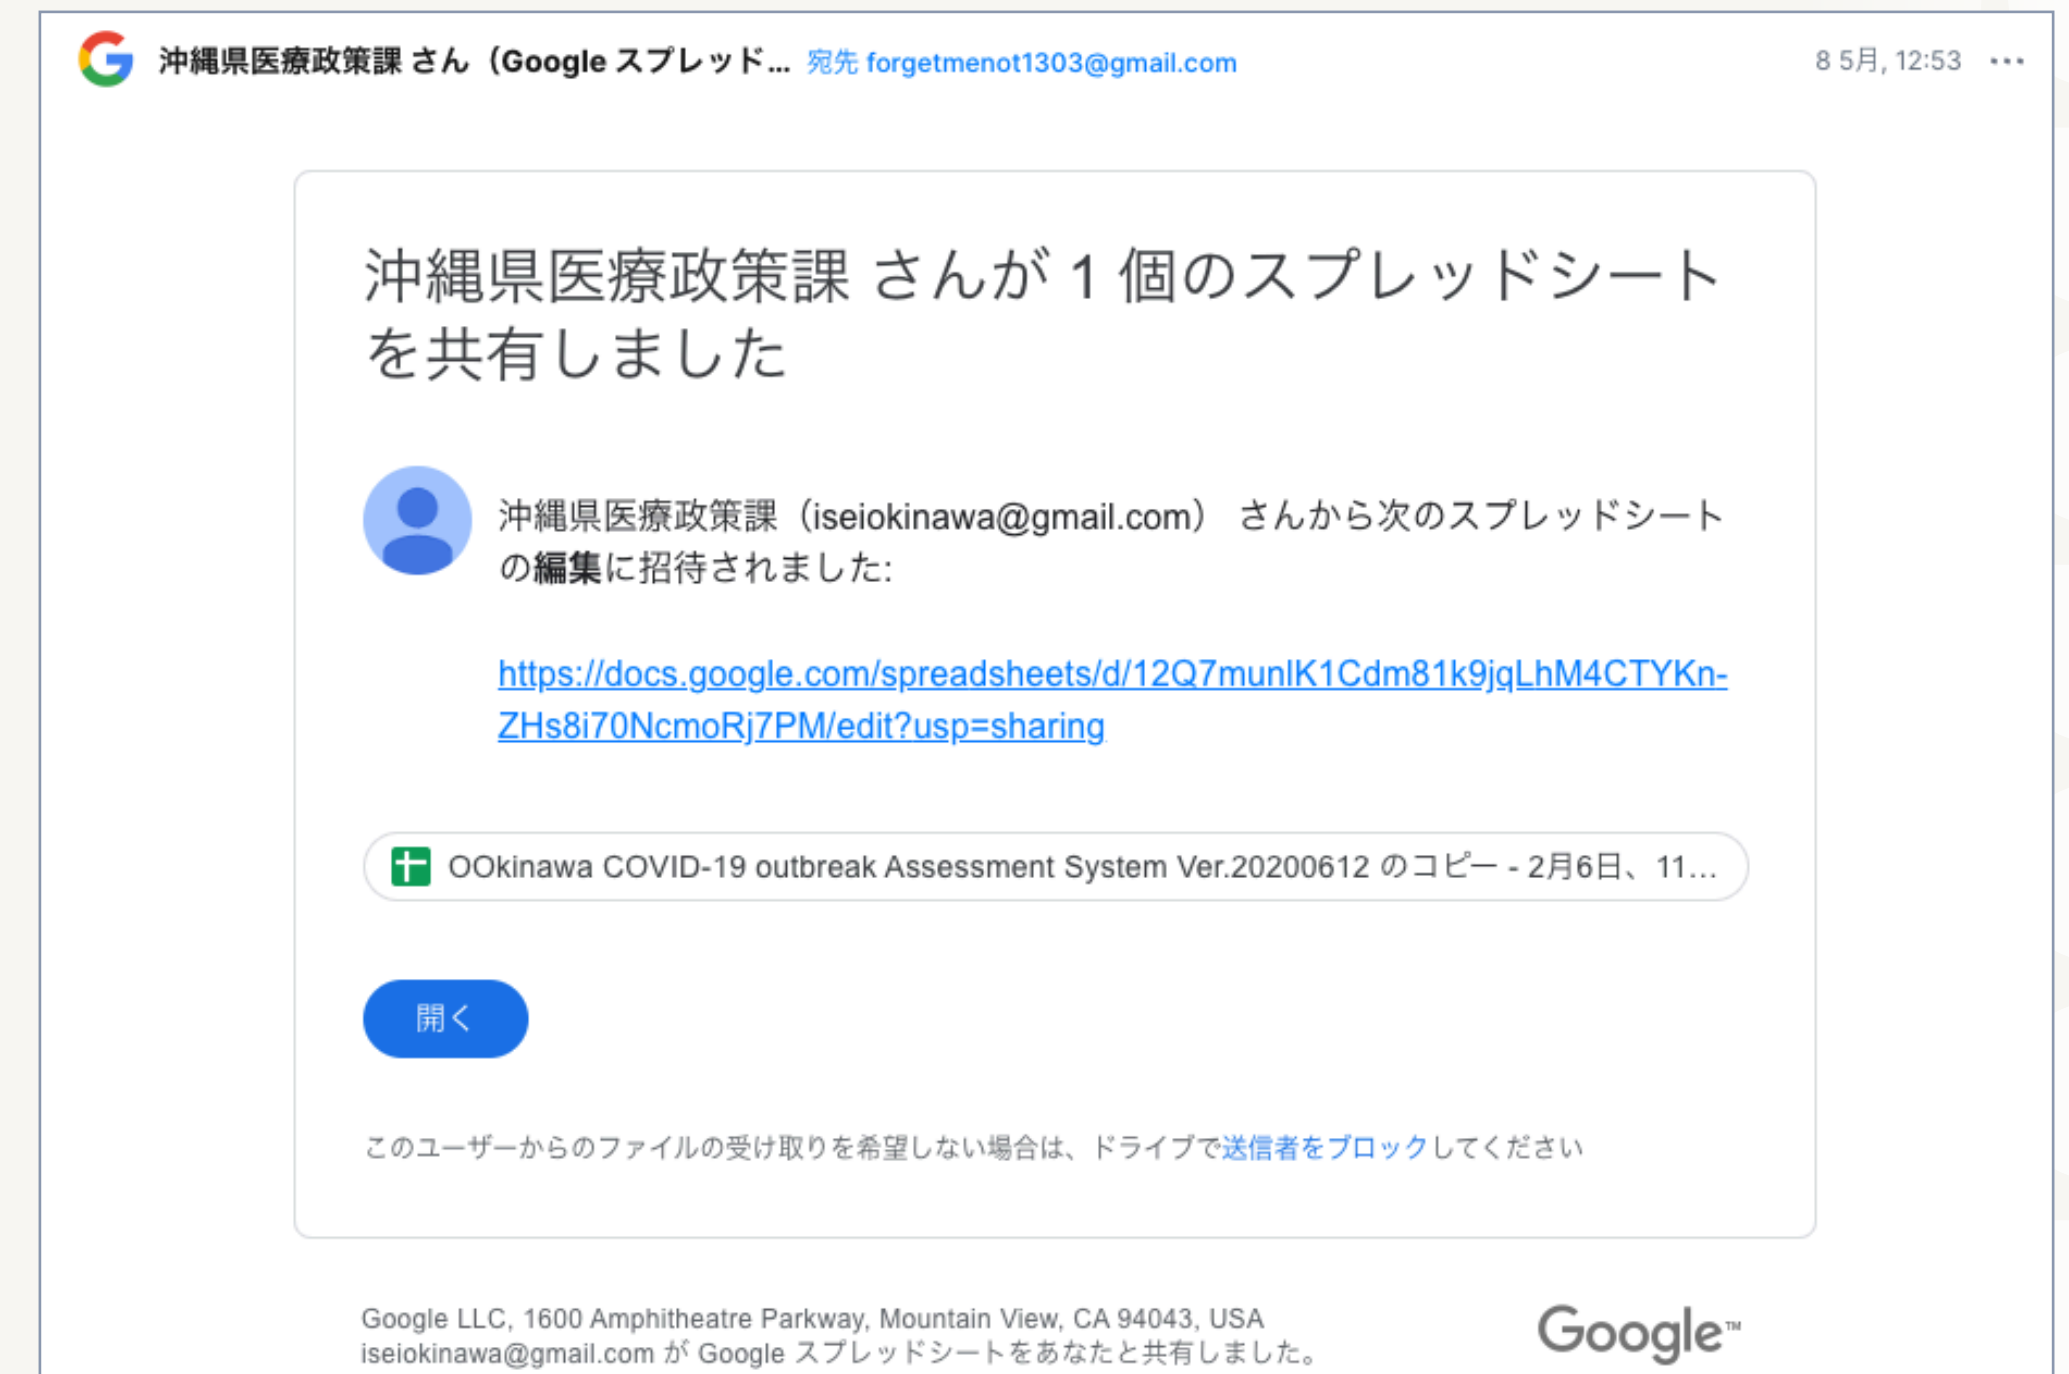 沖縄県医療政策課 さん（Google スプレッド... 宛先 forgetmenot1303@gmail.com
8 5月, 12:53
沖縄県医療政策課 さんが 1 個のスプレッドシート
を共有しました
沖縄県医療政策課（iseiokinawa@gmail.com） さんから次のスプレッドシート
の編集に招待されました:
https://docs.google.com/spreadsheets/d/12Q7munlK1Cdm81k9jqLhM4CTYKn-
ZHs8i70NcmoRj7PM/edit?usp=sharing
OOkinawa COVID-19 outbreak Assessment System Ver.20200612 のコピー - 2月6日、11...
開く
このユーザーからのファイルの受け取りを希望しない場合は、ドライブで送信者をブロックしてください
Google LLC, 1600 Amphitheatre Parkway, Mountain View, CA 94043, USA
iseiokinawa@gmail.com が Google スプレッドシートをあなたと共有しました。
Google™